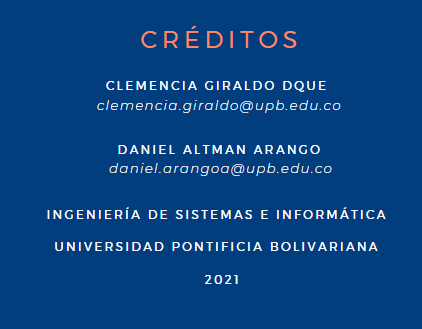 CRÉDITOS
CLEMENCIA GIRALDO DQUE
clemencia.giraldo@upb.edu.co
DANIEL ALTMAN ARANGO
daniel.arangoa@upb.edu.co
INGENIERÍA DE SISTEMAS E INFORMÁTICA
UNIVERSIDAD PONTIFICIA BOLIVARIANA
2021